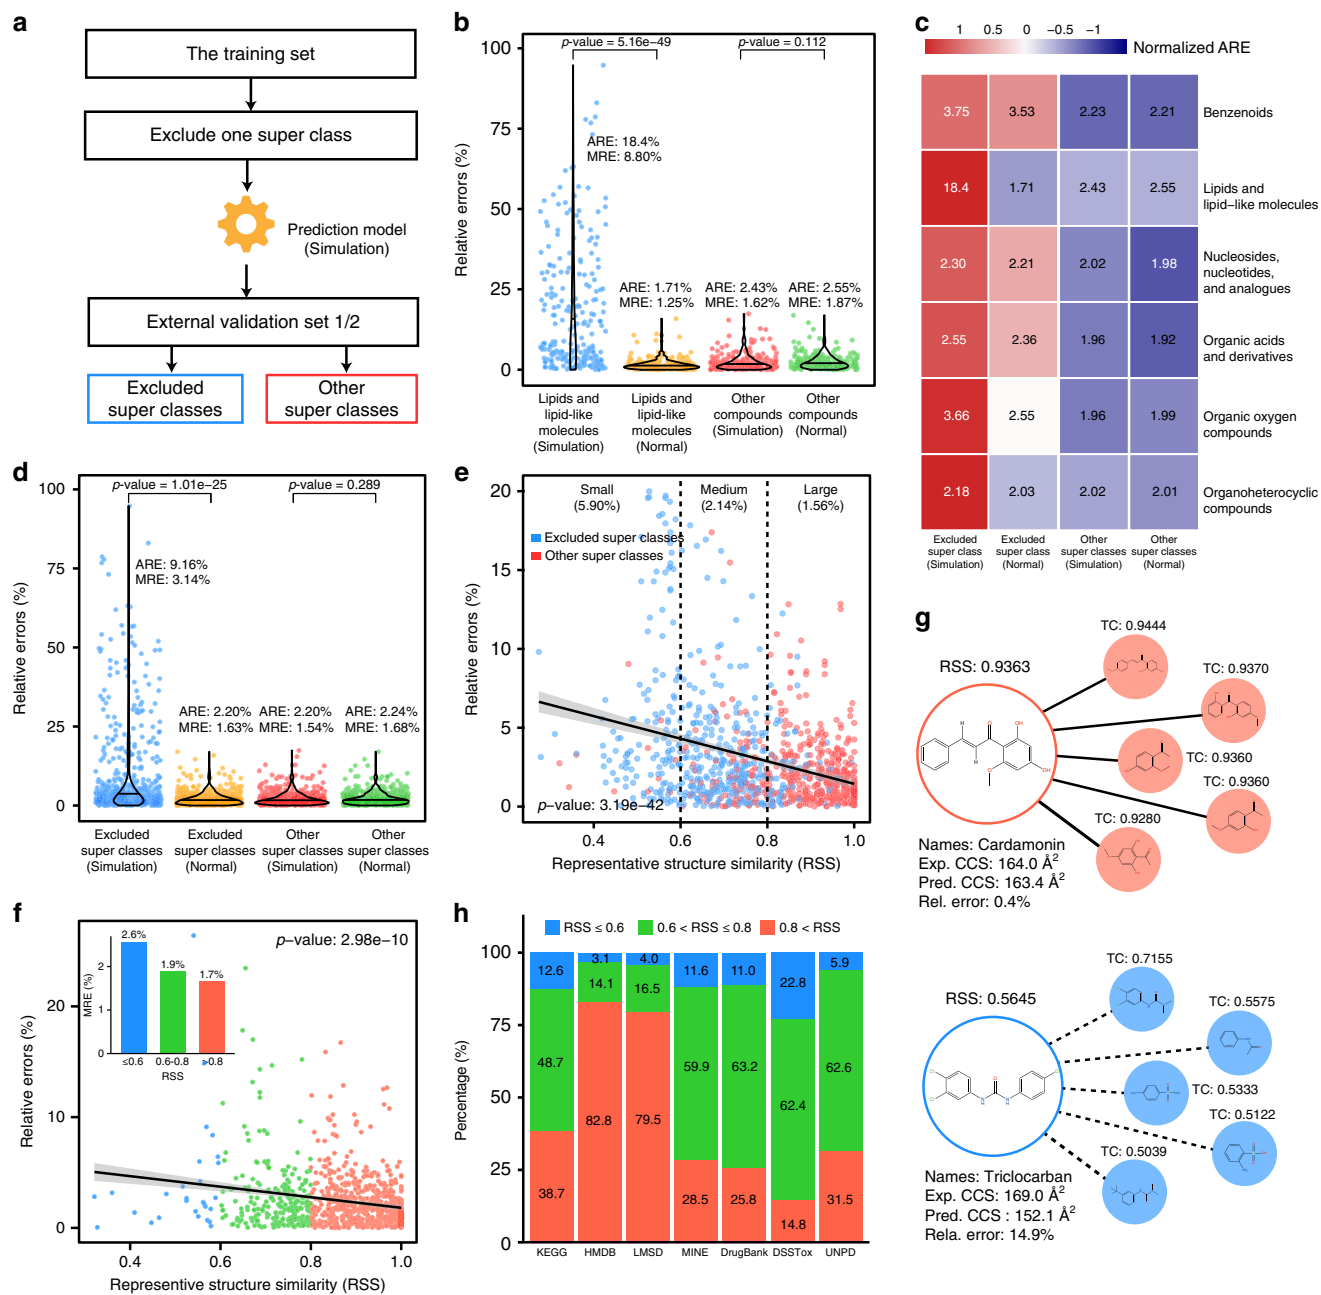 a
The training set
Exclude one super class
Prediction model
(Simulation)
External validation set 1/2
Excluded
super classes
Other
super classes
b
Relative errors (%)
100
75
50
25
0
p-value = 5.16e−49
p-value = 0.112
ARE: 18.4%
MRE: 8.80%
ARE: 1.71%
MRE: 1.25%
ARE: 2.43%
MRE: 1.62%
ARE: 2.55%
MRE: 1.87%
Lipids and
lipid-like
molecules
(Simulation)
Lipids and
lipid-like
molecules
(Normal)
Other
compounds
(Simulation)
Other
compounds
(Normal)
c
1 0.5 0 −0.5 −1
Normalized ARE
3.75 3.53 2.23 2.21 Benzenoids
18.4 1.71 2.43 2.55 Lipids and
lipid−like molecules
2.30 2.21 2.02 1.98 Nucleosides,
nucleotides,
and analogues
2.55 2.36 1.96 1.92 Organic acids
and derivatives
3.66 2.55 1.96 1.99 Organic oxygen
compounds
2.18 2.03 2.02 2.01 Organoheterocyclic
compounds
Excluded
super class
(Simulation)
Excluded
super class
(Normal)
Other
super classes
(Simulation)
Other
super classes
(Normal)
d
Relative errors (%)
100
75
50
25
0
p-value = 1.01e−25
p-value = 0.289
ARE: 9.16%
MRE: 3.14%
ARE: 2.20%
MRE: 1.63%
ARE: 2.20%
MRE: 1.54%
ARE: 2.24%
MRE: 1.68%
Excluded
super classes
(Simulation)
Excluded
super classes
(Normal)
Other
super classes
(Simulation)
Other
super classes
(Normal)
e
Relative errors (%)
20
15
10
5
0
Small
(5.90%)
Medium
(2.14%)
Large
(1.56%)
Excluded super classes
Other super classes
p−value: 3.19e−42
0.4 0.6 0.8 1.0
Representative structure similarity (RSS)
f
Relative errors (%)
20
10
0
p−value: 2.98e−10
MRE (%)
2
1
0
2.6%
1.9%
1.7%
≤0.6 0.6-0.8 >0.8
RSS
0.4 0.6 0.8 1.0
Represenive structure similarity (RSS)
g
RSS: 0.9363
TC: 0.9444
TC: 0.9370
TC: 0.9360
TC: 0.9360
TC: 0.9280
H
H
O
OH
O
OH
Names: Cardamonin
Exp. CCS: 164.0 Å2
Pred. CCS: 163.4 Å2
Rel. error: 0.4%
RSS: 0.5645
TC: 0.7155
TC: 0.5575
TC: 0.5333
TC: 0.5122
TC: 0.5039
Names: Triclocarban
Exp. CCS: 169.0 Å2
Pred. CCS : 152.1 Å2
Rela. error: 14.9%
h
RSS ≤ 0.6
0.6 < RSS ≤ 0.8
0.8 < RSS
Percentage (%)
100
75
50
25
0
12.6 3.1 4.0 11.6 11.0 22.8 5.9
48.7 14.1 16.5 59.9 63.2 62.4 62.6
38.7 82.8 79.5 28.5 25.8 14.8 31.5
KEGG HMDB LMSD MINE DrugBank DSSTox UNPD